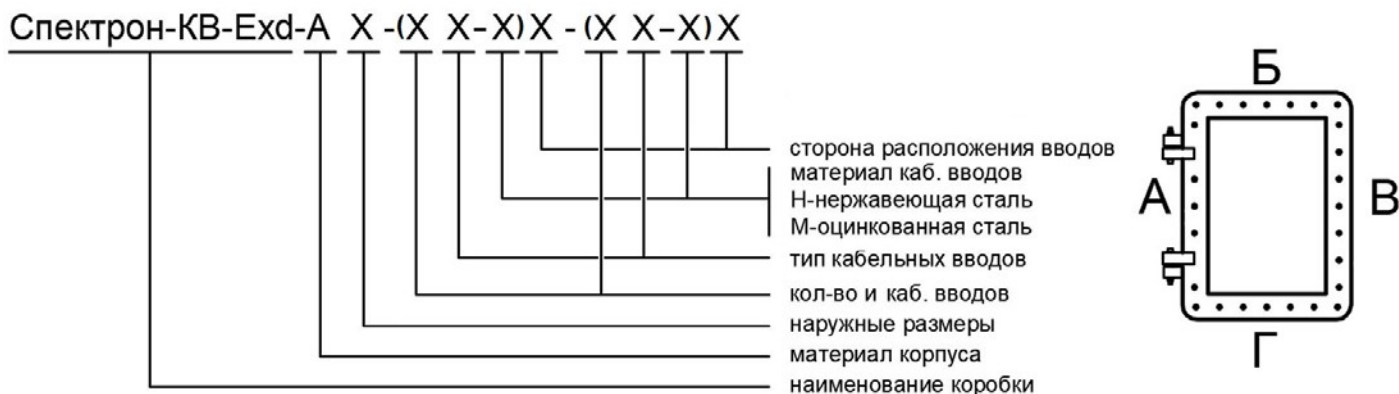 Спектрон-КВ-Exd-А Х -(Х Х-Х)Х - (Х Х-Х)Х
Б
сторона расположения вводов
материал каб. вводов
Н-нержавеющая сталь
М-оцинкованная сталь
А
В
тип кабельных вводов
кол-во и каб. вводов
наружные размеры
Г
материал корпуса
наименование коробки